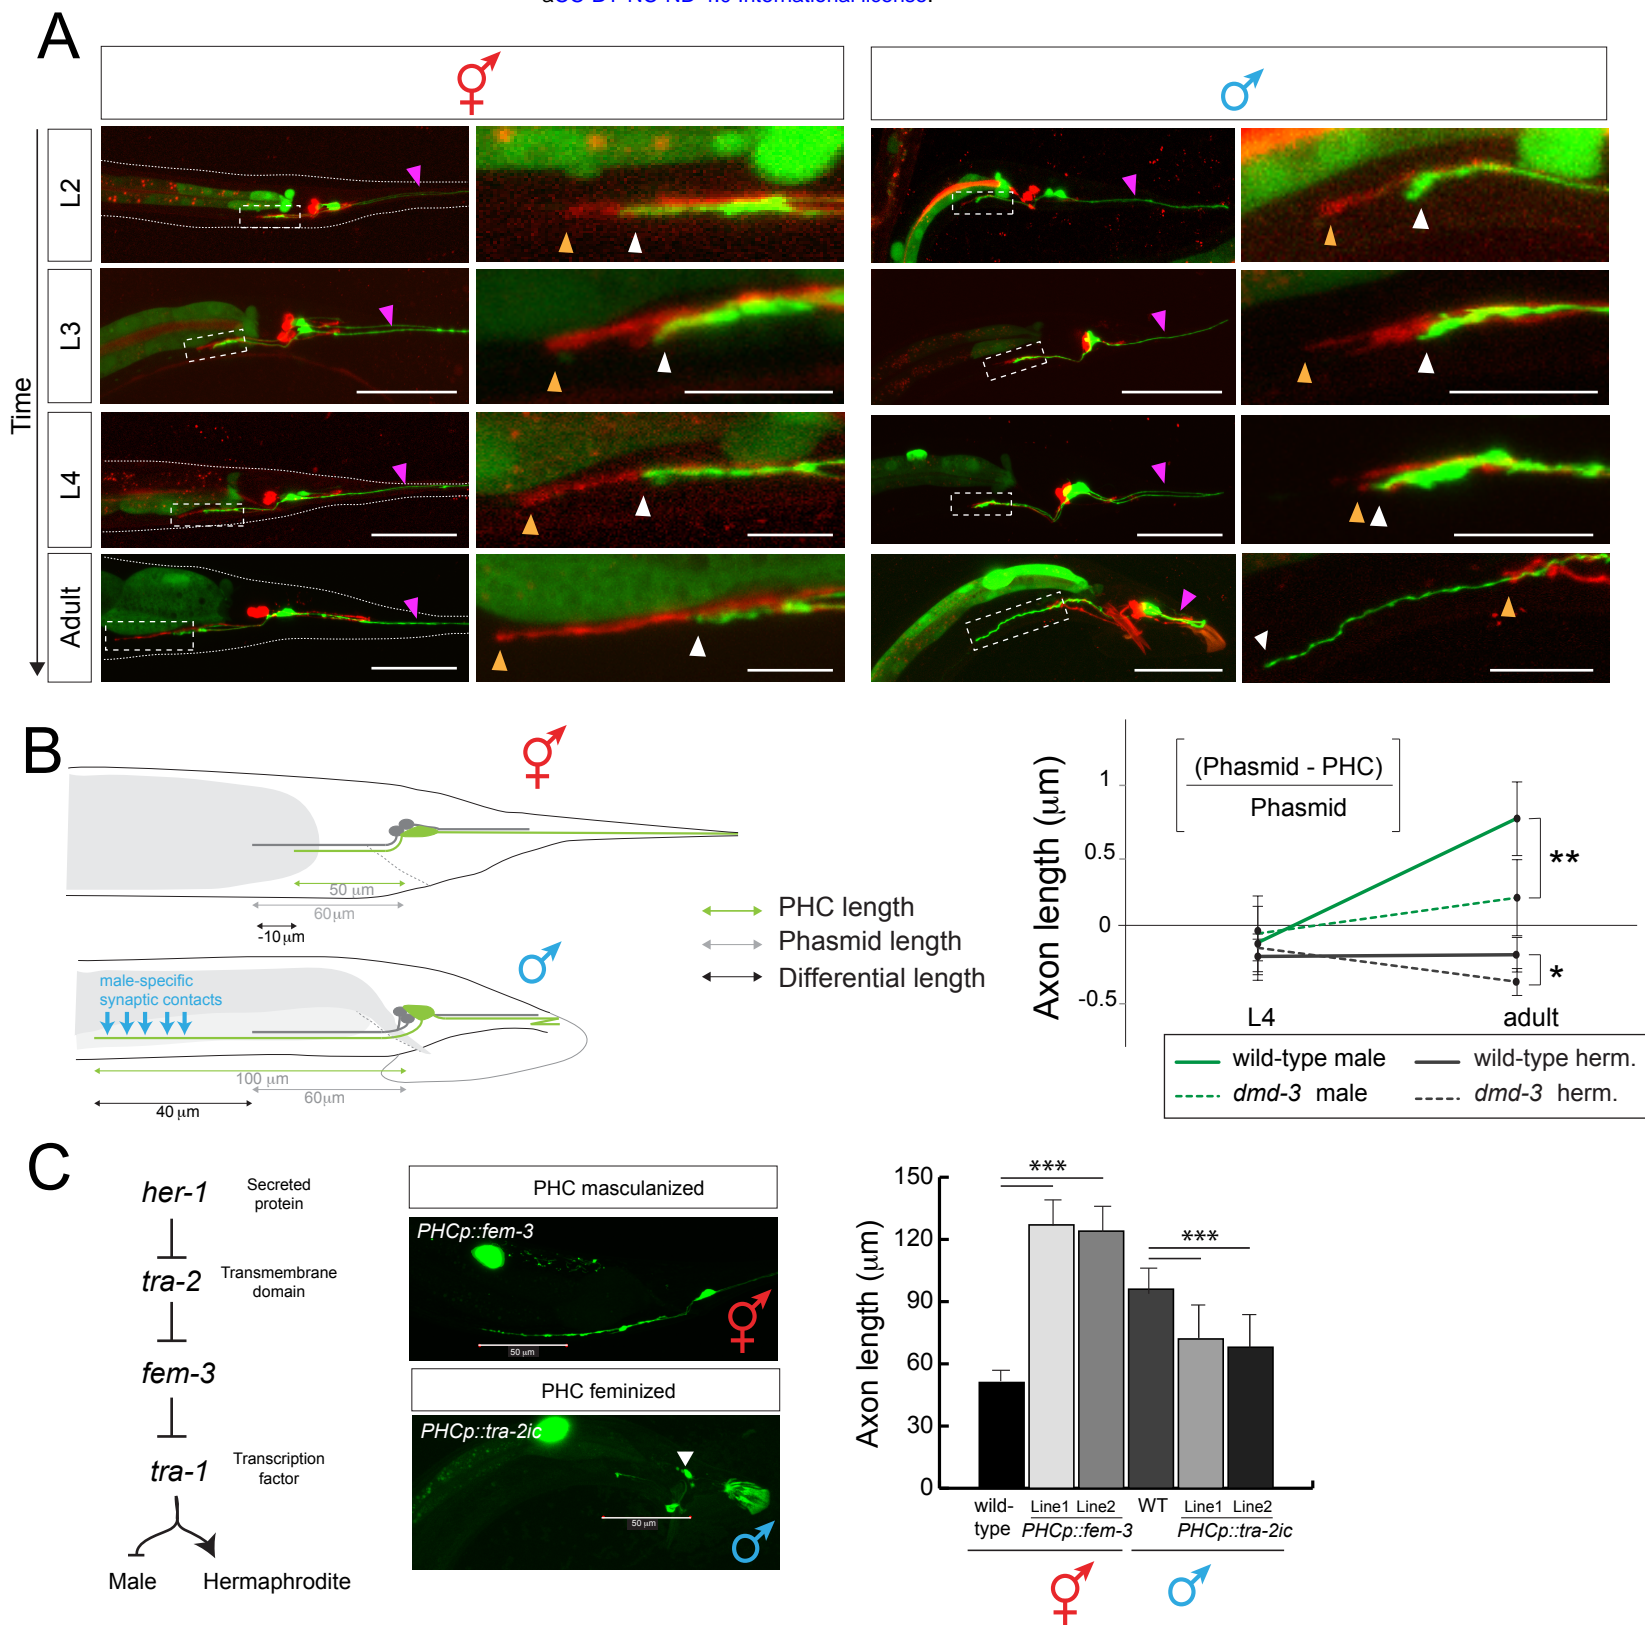 A
Time
L2
L3
L4
Adult
B
50 µm
60µm
-10µm
male-specific
synaptic contacts
100 µm
60µm
40 µm
PHC length
Phasmid length
Differential length
Axon length (µm)
(Phasmid - PHC)
Phasmid
1
0.5
0
-0.5
L4
adult
**
*
wild-type male
wild-type herm.
dmd-3 male
dmd-3 herm.
C
her-1
Secreted
protein
tra-2
Transmembrane
domain
fem-3
tra-1
Transcription
factor
Male
Hermaphrodite
PHC masculanized
PHCp::fem-3
50 µm
PHC feminized
PHCp::tra-2ic
50 µm
Axon length (µm)
150
120
90
60
30
0
***
***
wild-
type
Line1 Line2
PHCp::fem-3
WT
Line1 Line2
PHCp::tra-2ic